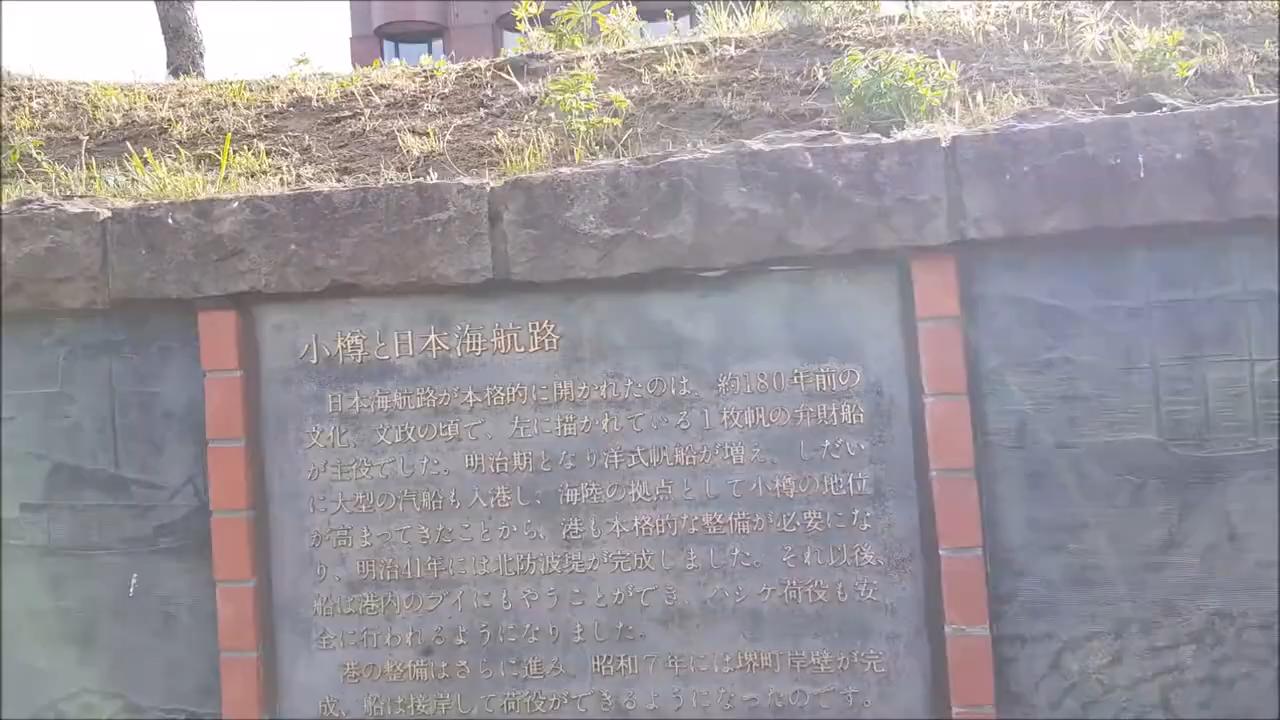 小樽と日本海航路
日本海航路が本格的に開かれたのは、約180年前の
文化、文政の頃で、左に描かれている1枚帆の弁財船
が主役でした。明治期となり洋式帆船が増え、しだい
に大型の汽船も入港し、海陸の拠点として小樽の地位
が高まってきたことから、港も本格的な整備が必要にな
り、明治41年には北防波堤が完成しました。それ以後、
船は港内のブイにもやうことができ、ハシケ荷役も安
全に行われるようになりました。
港の整備はさらに進み、昭和7年には堺町岸壁が完
成、船は接岸して荷役ができるようになったのです。